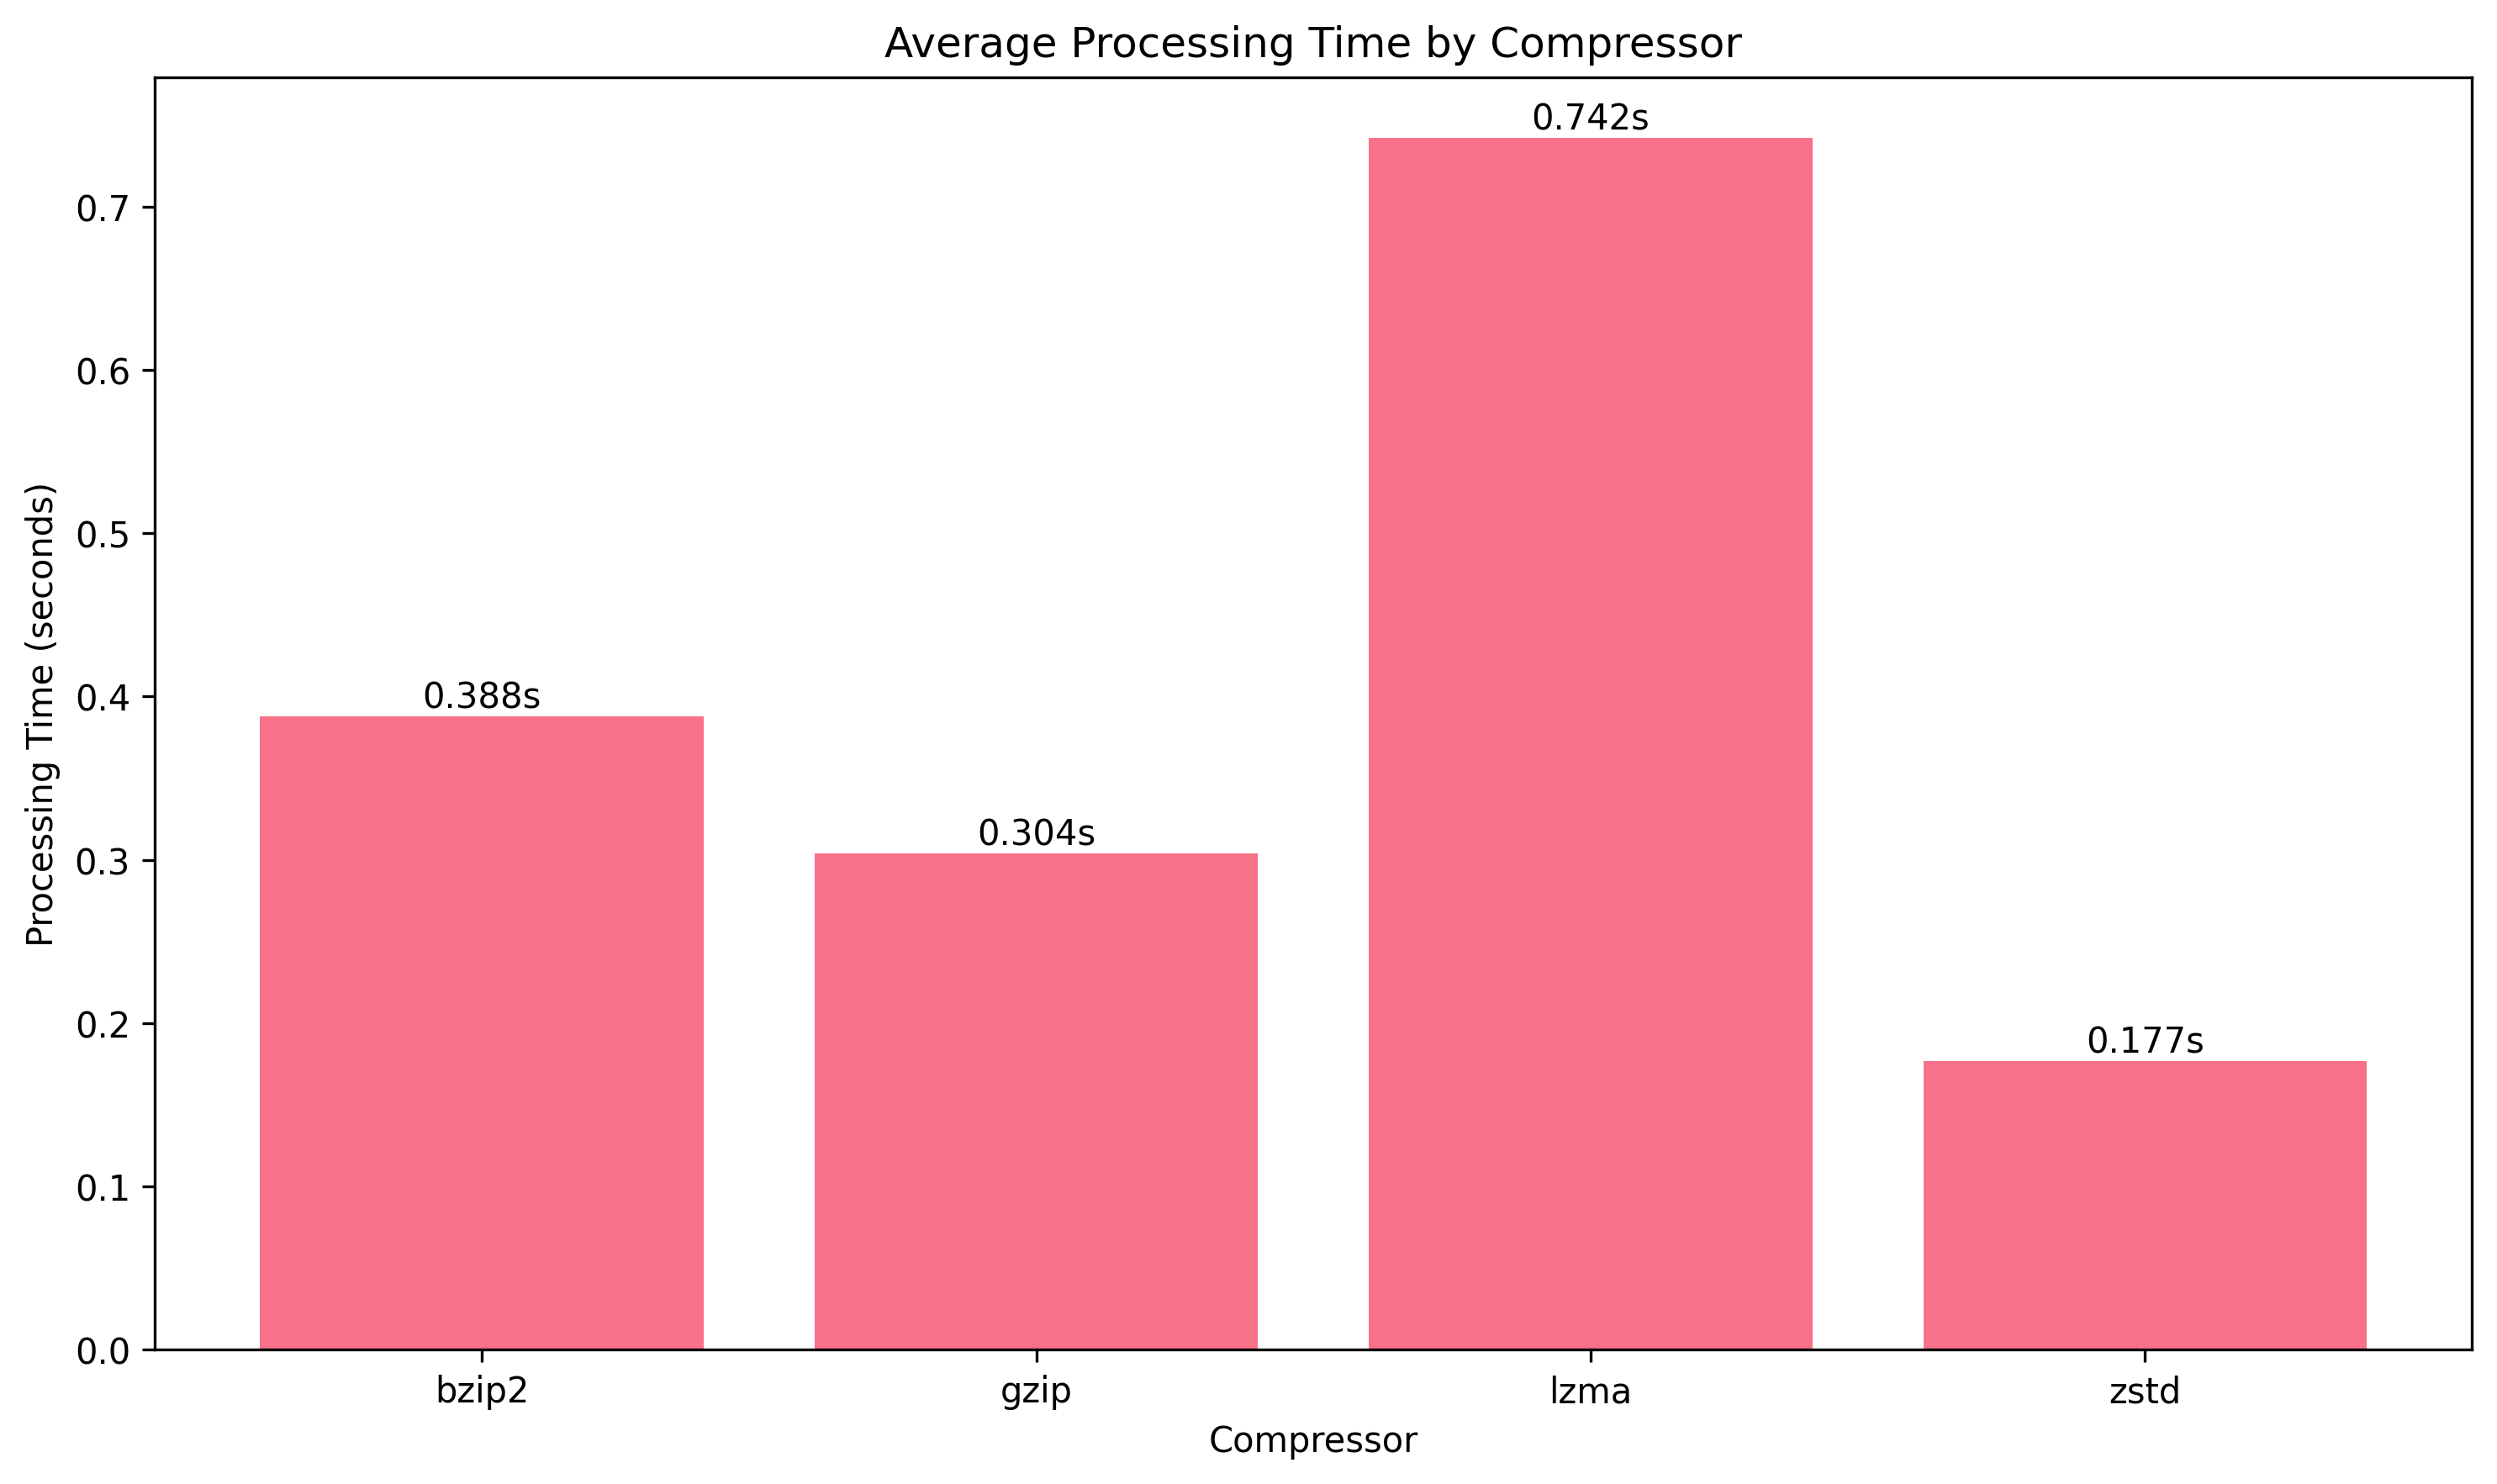 Average Processing Time by Compressor
Processing Time (seconds)
0.7
0.6
0.5
0.4
0.3
0.2
0.1
0.0
0.388s
0.304s
0.742s
0.177s
bzip2
gzip
lzma
zstd
Compressor